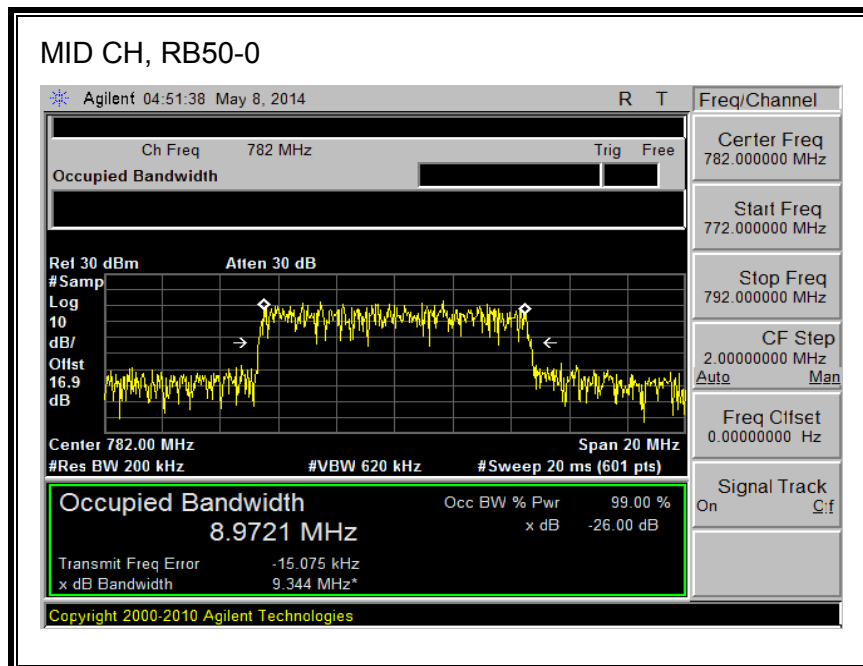 MID CH, RB50-0
Agilent 04:51:38 May 8, 2014 R T
Freq/Channel
Ch Freq 782 MHz Trig Free
Occupied Bandwidth
Center Freq
782.000000 MHz
Start Freq
772.000000 MHz
Stop Freq
792.000000 MHz
CF Step
2.00000000 MHz
Auto Man
Freq Offset
0.00000000 Hz
Signal Track
On Off
Ref 30 dBm Atten 30 dB
#Samp
Log
10
dB/
Offst
16.9
dB
Center 782.00 MHz Span 20 MHz
#Res BW 200 kHz #VBW 620 kHz #Sweep 20 ms (601 pts)
Occupied Bandwidth
8.9721 MHz
Occ BW % Pwr 99.00 %
x dB -26.00 dB
Transmit Freq Error -15.075 kHz
x dB Bandwidth 9.344 MHz*
Copyright 2000-2010 Agilent Technologies